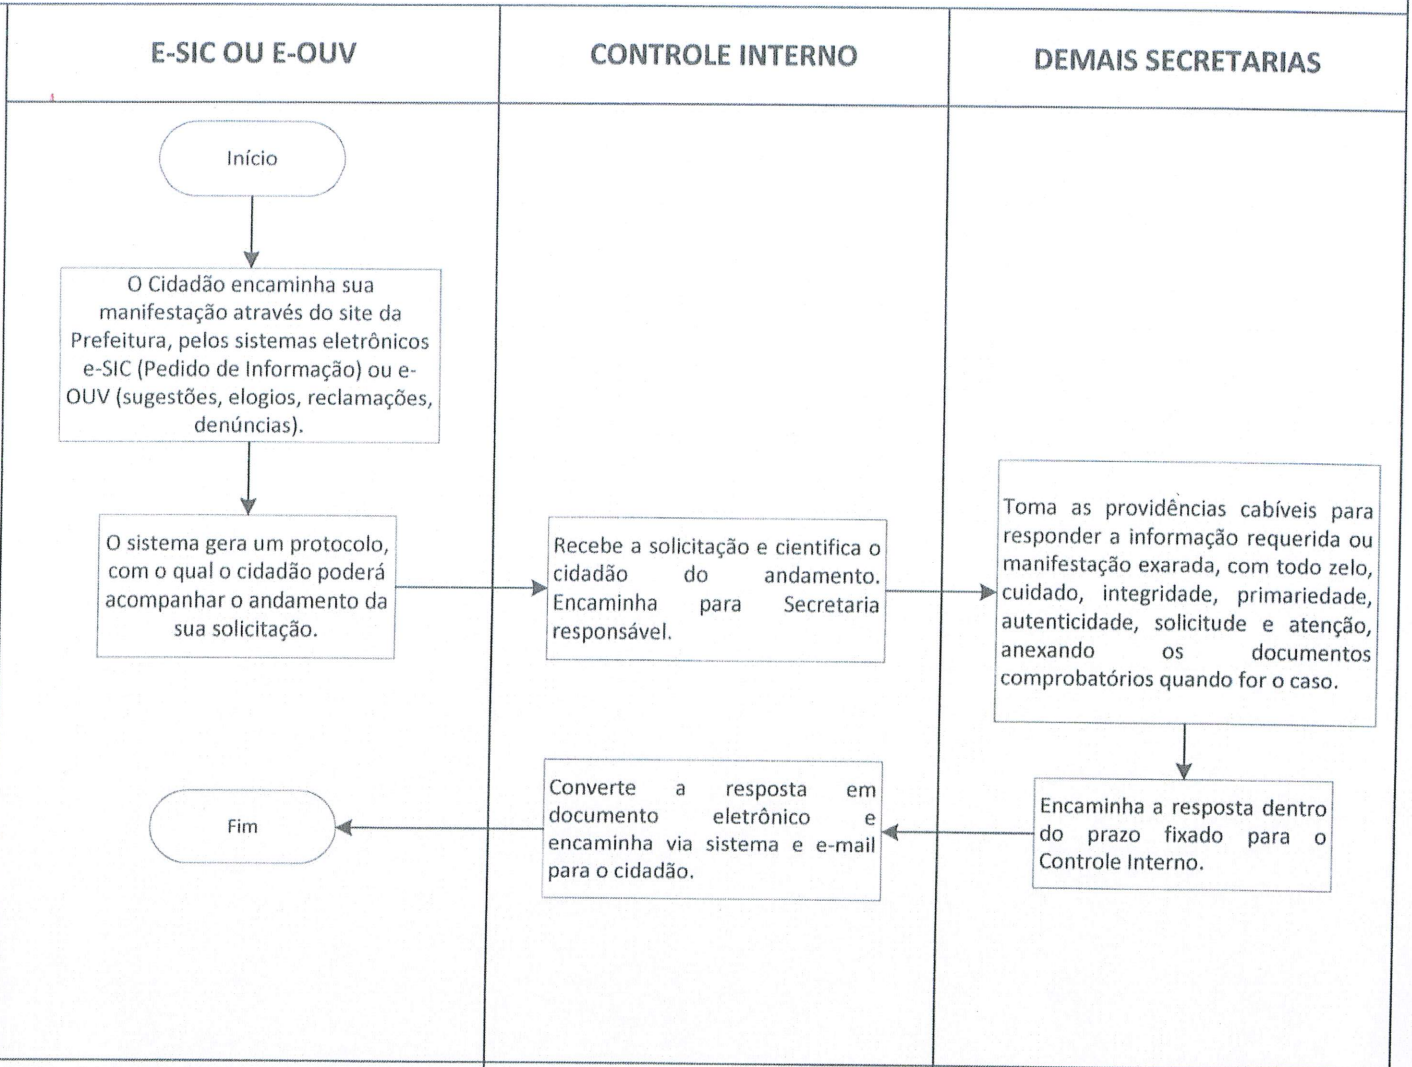 E-SIC OU E-OUV
CONTROLE INTERNO
DEMAIS SECRETARIAS
Início
O Cidadão encaminha sua
manifestação através do site da
Prefeitura, pelos sistemas eletrônicos
e-SIC (Pedido de Informação) ou e-
OUV (sugestões, elogios, reclamações,
denúncias).
O sistema gera um protocolo,
com o qual o cidadão poderá
acompanhar o andamento da
sua solicitação.
Recebe a solicitação e cientifica o
cidadão do andamento.
Encaminha para Secretaria
responsável.
Toma as providências cabíveis para
responder a informação requerida ou
manifestação exarada, com todo zelo,
cuidado, integridade, primariedade,
autenticidade, solicitude e atenção,
anexando os documentos
comprobatórios quando for o caso.
Encaminha a resposta dentro
do prazo fixado para o
Controle Interno.
Converte a resposta em
documento eletrônico e
encaminha via sistema e e-mail
para o cidadão.
Fim